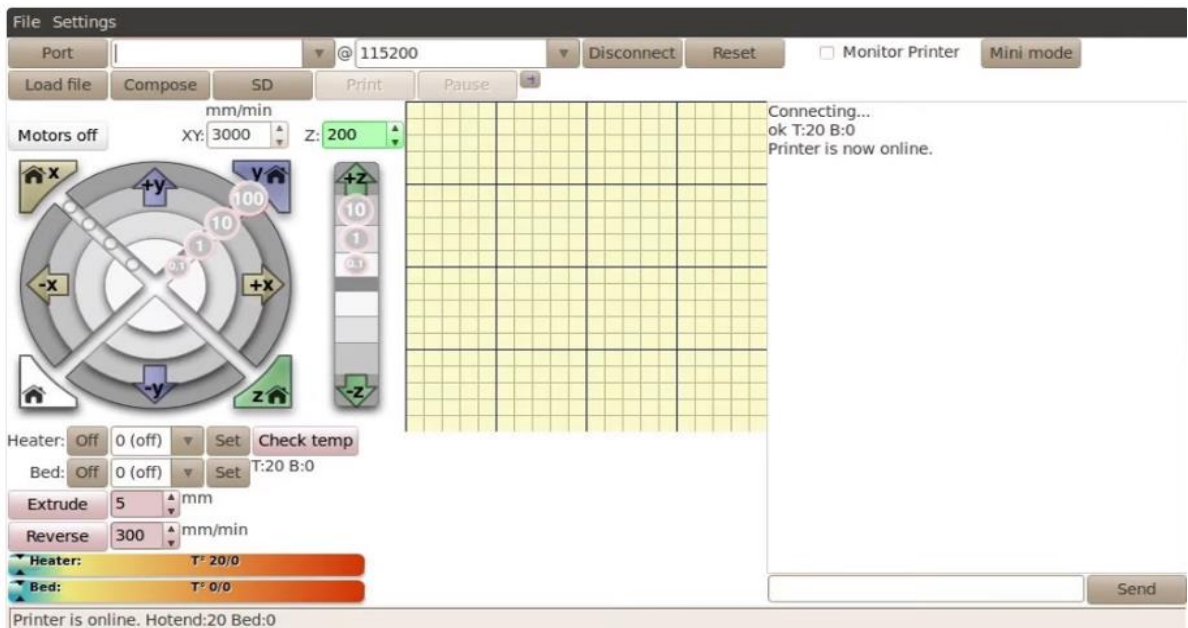 File Settings
Port @ 115200 Disconnect Reset Monitor Printer Mini mode
Load file Compose SD Print Pause
mm/min
Motors off XY: 3000 Z: 200
x +y y
100
10
1
0.1
-x +x
-y z
+z
10
1
0.1
-z
Heater: Off 0 (off) Set Check temp
Bed: Off 0 (off) Set T:20 B:0
Extrude 5 mm
Reverse 300 mm/min
Heater: T° 20/0
Bed: T° 0/0
Connecting...
ok T:20 B:0
Printer is now online.
Send
Printer is online. Hotend:20 Bed:0